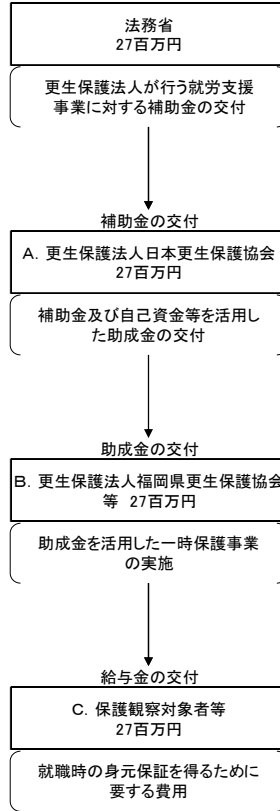 法務省
27百万円
更生保護法人が行う就労支援
事業に対する補助金の交付
補助金の交付
A. 更生保護法人日本更生保護協会
27百万円
補助金及び自己資金等を活用し
た助成金の交付
助成金の交付
B. 更生保護法人福岡県更生保護協会
等 27百万円
助成金を活用した一時保護事業
の実施
給与金の交付
C. 保護観察対象者等
27百万円
就職時の身元保証を得るために
要する費用